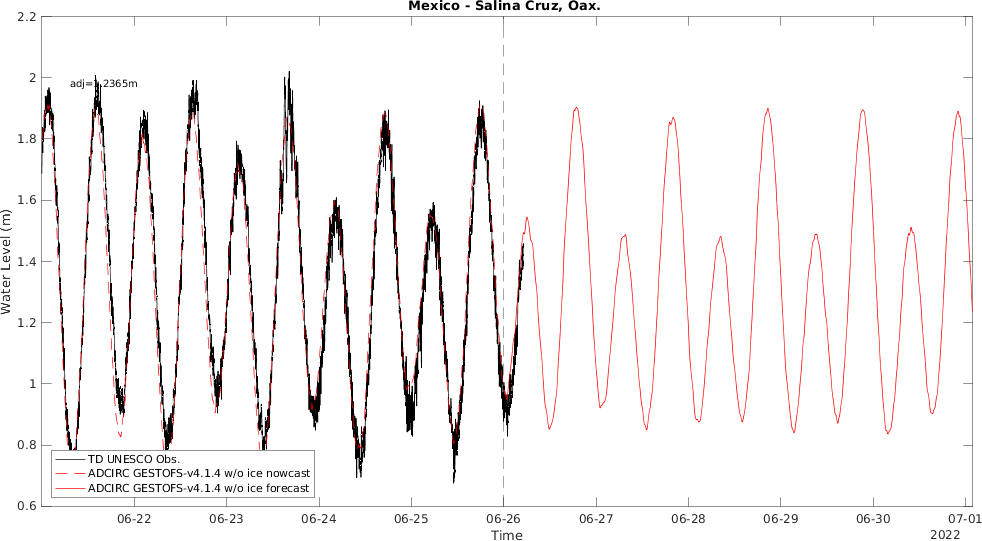 Mexico - Salina Cruz, Oax.
2.2
2
1.8
1.6
1.4
1.2
1
0.8
0.6
Water Level (m)
adj=1.2365m
TD UNESCO Obs.
ADCIRC GESTOFS-v4.1.4 w/o ice nowcast
ADCIRC GESTOFS-v4.1.4 w/o ice forecast
06-22 06-23 06-24 06-25 06-26 06-27 06-28 06-29 06-30 07-01
Time
2022